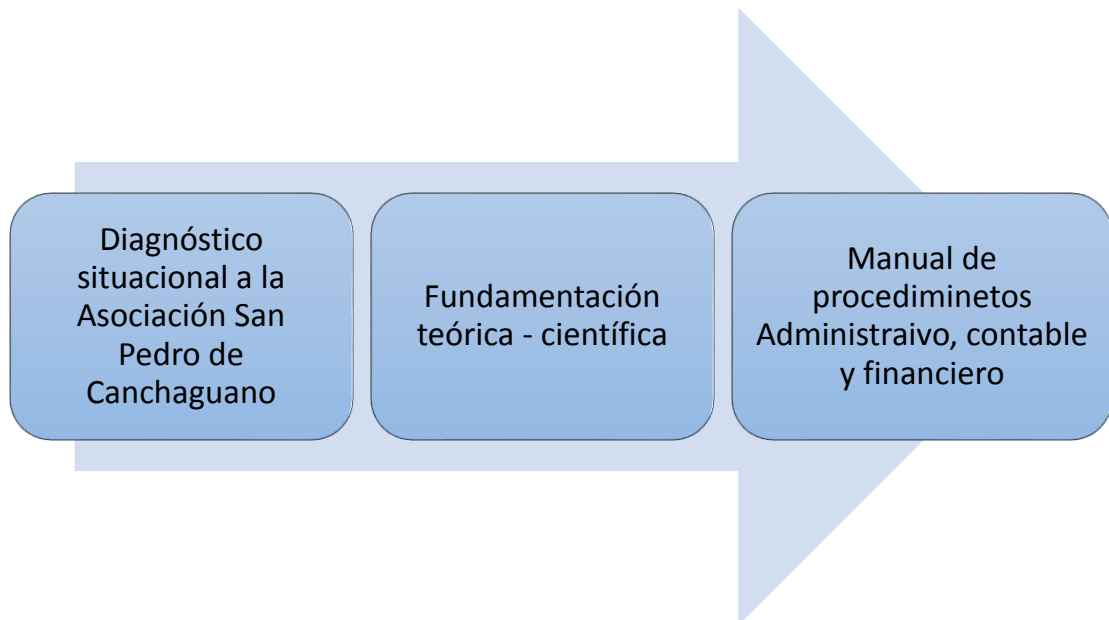 Diagnóstico
situacional a la
Asociación San
Pedro de
Canchaguano
Fundamentación
teórica - científica
Manual de
procediminetos
Administraivo, contable
y financiero